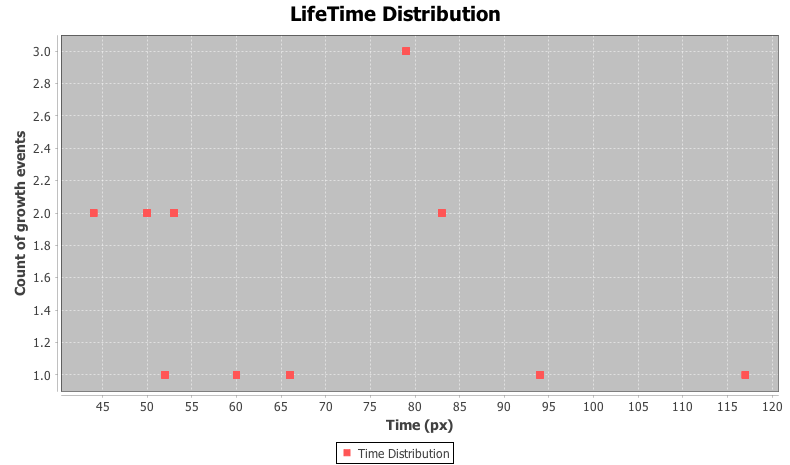 LifeTime Distribution
Count of growth events
3.0
2.8
2.6
2.4
2.2
2.0
1.8
1.6
1.4
1.2
1.0
45 50 55 60 65 70 75 80 85 90 95 100 105 110 115 120
Time (px)
Time Distribution